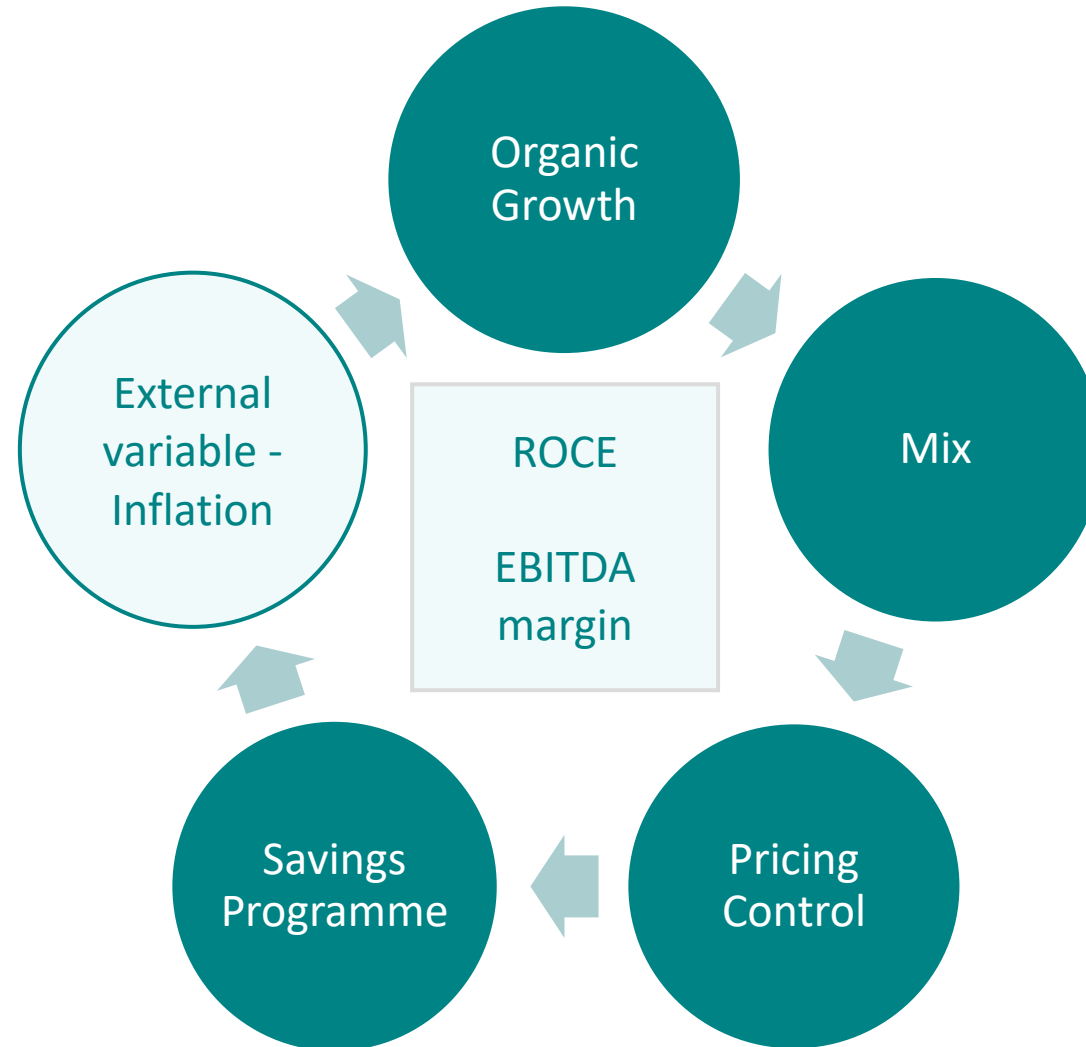 Organic
Growth
Mix
Pricing
Control
Savings
Programme
External
variable -
Inflation
ROCE
EBITDA
margin